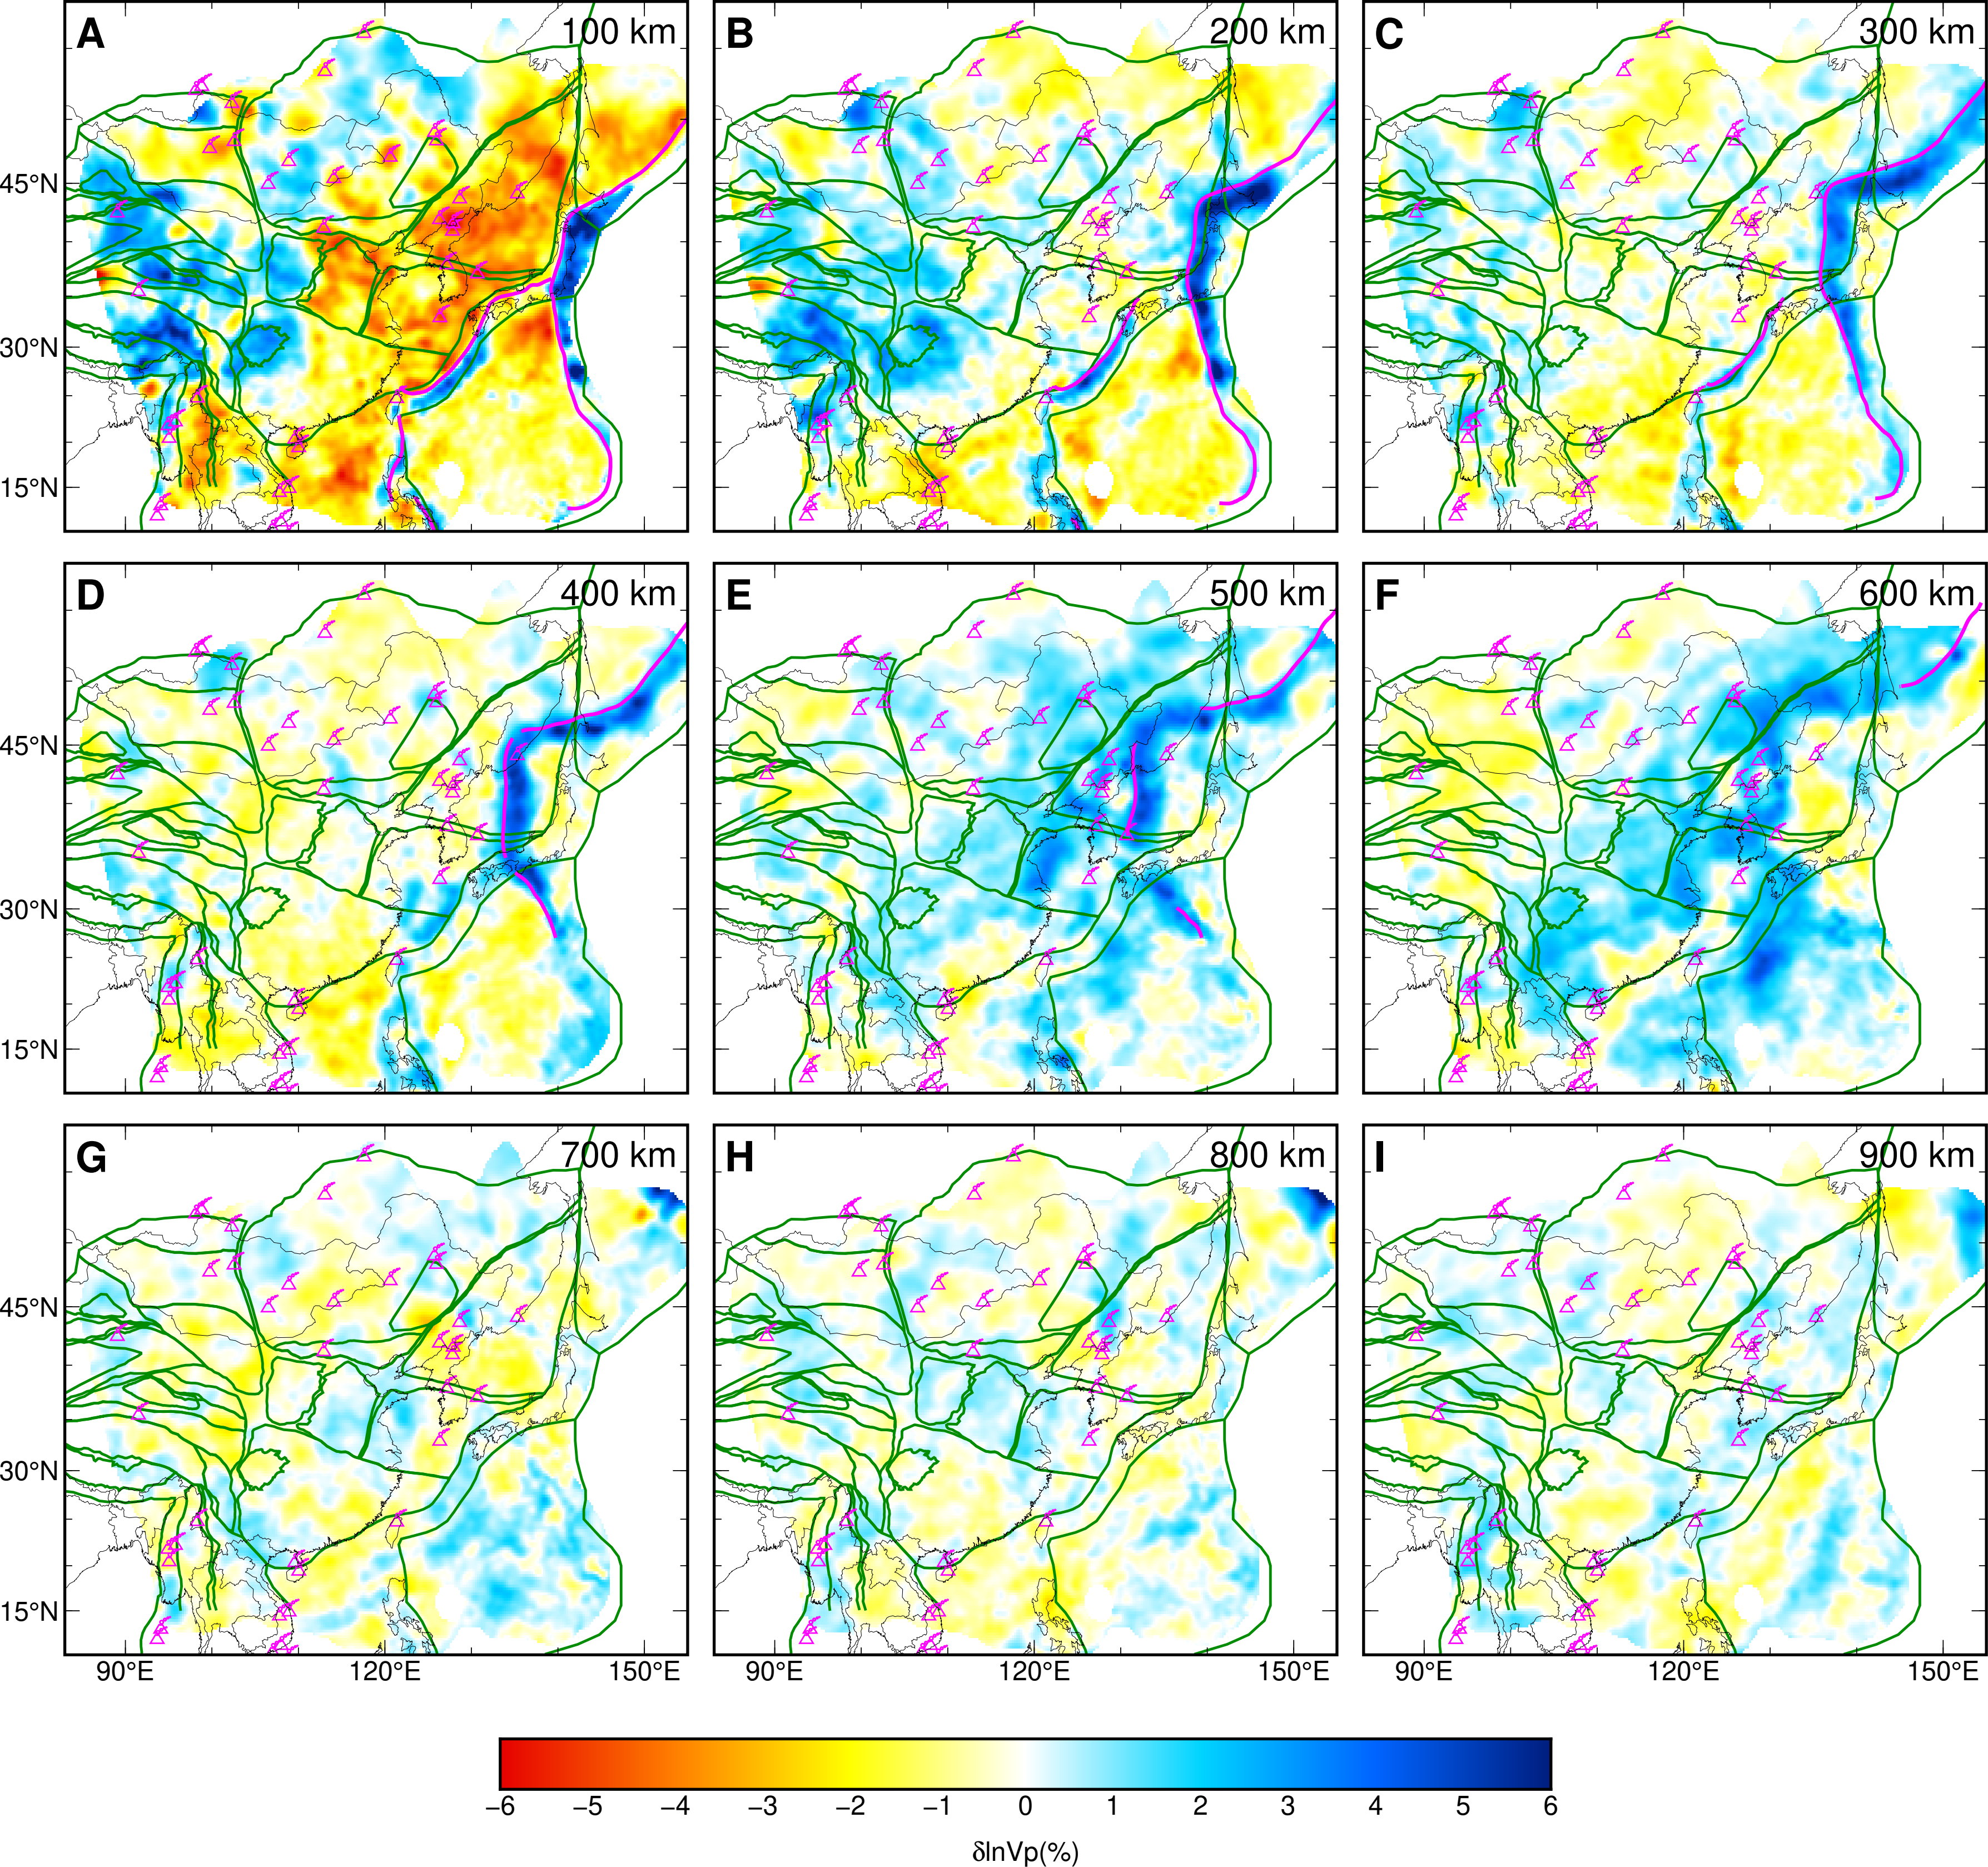 A 100 km B 200 km C 300 km
45°N
30°N
15°N
D 400 km E 500 km F 600 km
45°N
30°N
15°N
G 700 km H 800 km I 900 km
45°N
30°N
15°N
90°E 120°E 150°E 90°E 120°E 150°E 90°E 120°E 150°E
−6 −5 −4 −3 −2 −1 0 1 2 3 4 5 6
δlnVp(%)